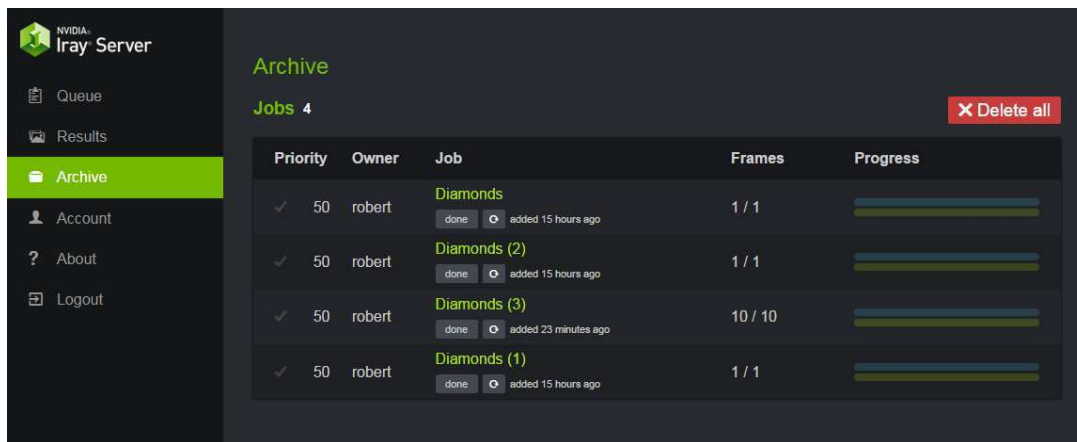 NVIDIA®
Iray® Server
Queue
Results
Archive
Account
About
Logout
Archive
Jobs 4
Delete all
Priority Owner Job Frames Progress
50 robert Diamonds 1 / 1
done added 15 hours ago
50 robert Diamonds (2) 1 / 1
done added 15 hours ago
50 robert Diamonds (3) 10 / 10
done added 23 minutes ago
50 robert Diamonds (1) 1 / 1
done added 15 hours ago